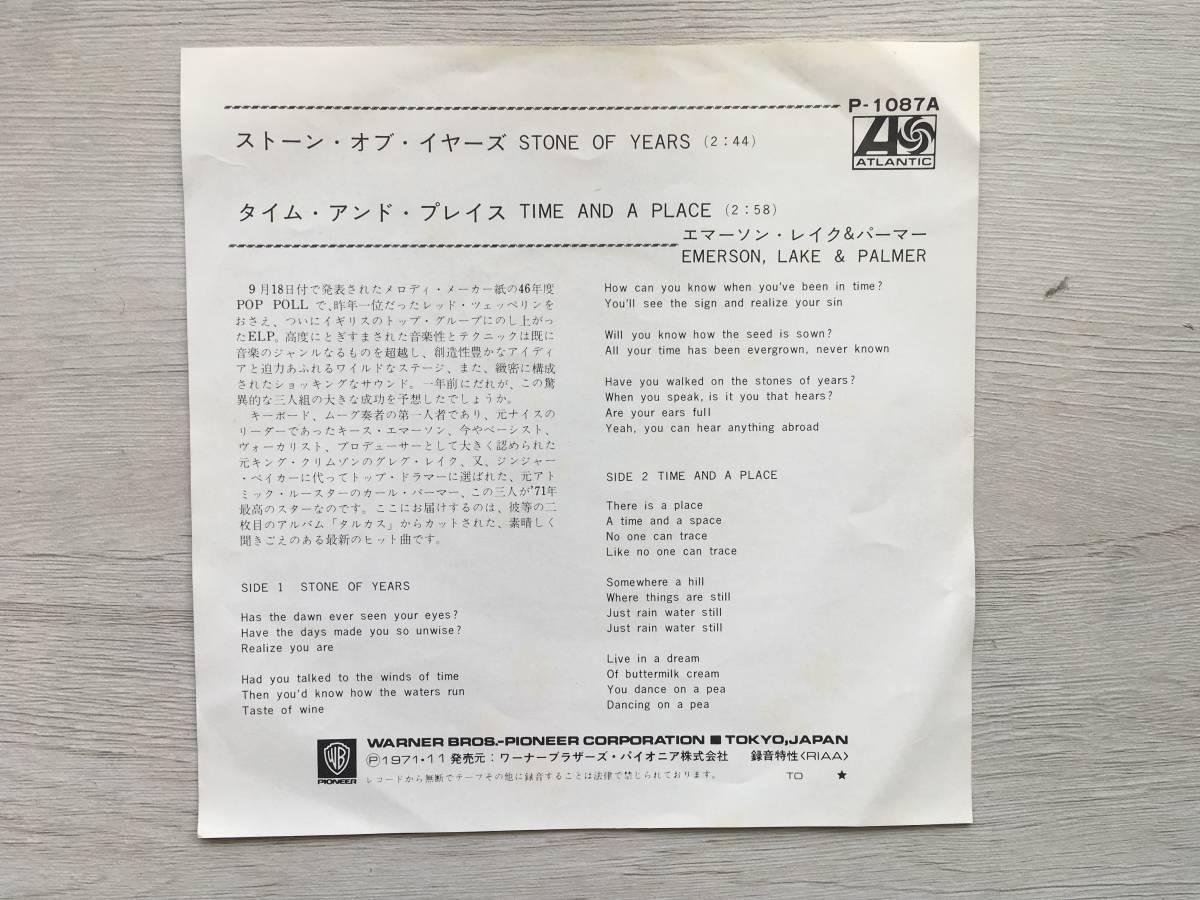 P-1087A
ストーン・オブ・イヤーズ STONE OF YEARS (2:44)
ATLANTIC
タイム・アンド・プレイス TIME AND A PLACE (2:58)
エマーソン・レイク&パーマー
EMERSON, LAKE & PALMER
9月18日付で発表されたメロディ・メーカー紙の46年度
POP POLLで、昨年一位だったレッド・ツェッペリンを
おさえ、ついにイギリスのトップ・グループにのし上がっ
たELP。高度にとぎすまされた音楽性とテクニックは既に
音楽のジャンルなるものを超越し、創造性豊かなアイディ
アと迫力あふれるワイルドなステージ、また、緻密に構成
されたショッキングなサウンド。一年前にだれが、この驚
異的な三人組の大きな成功を予想したでしょうか。
キーボード、ムーグ奏者の第一人者であり、元ナイスの
リーダーであったキース・エマーソン、今やベーシスト、
ヴォーカリスト、プロデューサーとして大きく認められた
元キング・クリムゾンのグレグ・レイク、又、ジンジャー
・ベイカーに代ってトップ・ドラマーに選ばれた、元アト
ミック・ルースターのカール・パーマー、この三人が'71年
最高のスターなのです。ここにお届けするのは、彼等の二
枚目のアルバム「タルカス」からカットされた、素晴しく
聞きごえのある最新のヒット曲です。
SIDE 1 STONE OF YEARS
Has the dawn ever seen your eyes?
Have the days made you so unwise?
Realize you are
Had you talked to the winds of time
Then you'd know how the waters run
Taste of wine
How can you know when you've been in time?
You'll see the sign and realize your sin
Will you know how the seed is sown?
All your time has been evergrown, never known
Have you walked on the stones of years?
When you speak, is it you that hears?
Are your ears full
Yeah, you can hear anything abroad
SIDE 2 TIME AND A PLACE
There is a place
A time and a space
No one can trace
Like no one can trace
Somewhere a hill
Where things are still
Just rain water still
Just rain water still
Live in a dream
Of buttermilk cream
You dance on a pea
Dancing on a pea
WB
PIONEER
WARNER BROS.-PIONEER CORPORATION ■ TOKYO, JAPAN
Ⓟ1971・11 発売元：ワーナーブラザーズ・パイオニア株式会社 録音特性〈RIAA〉
レコードから無断でテープその他に録音することは法律で禁じられております。 TO ★